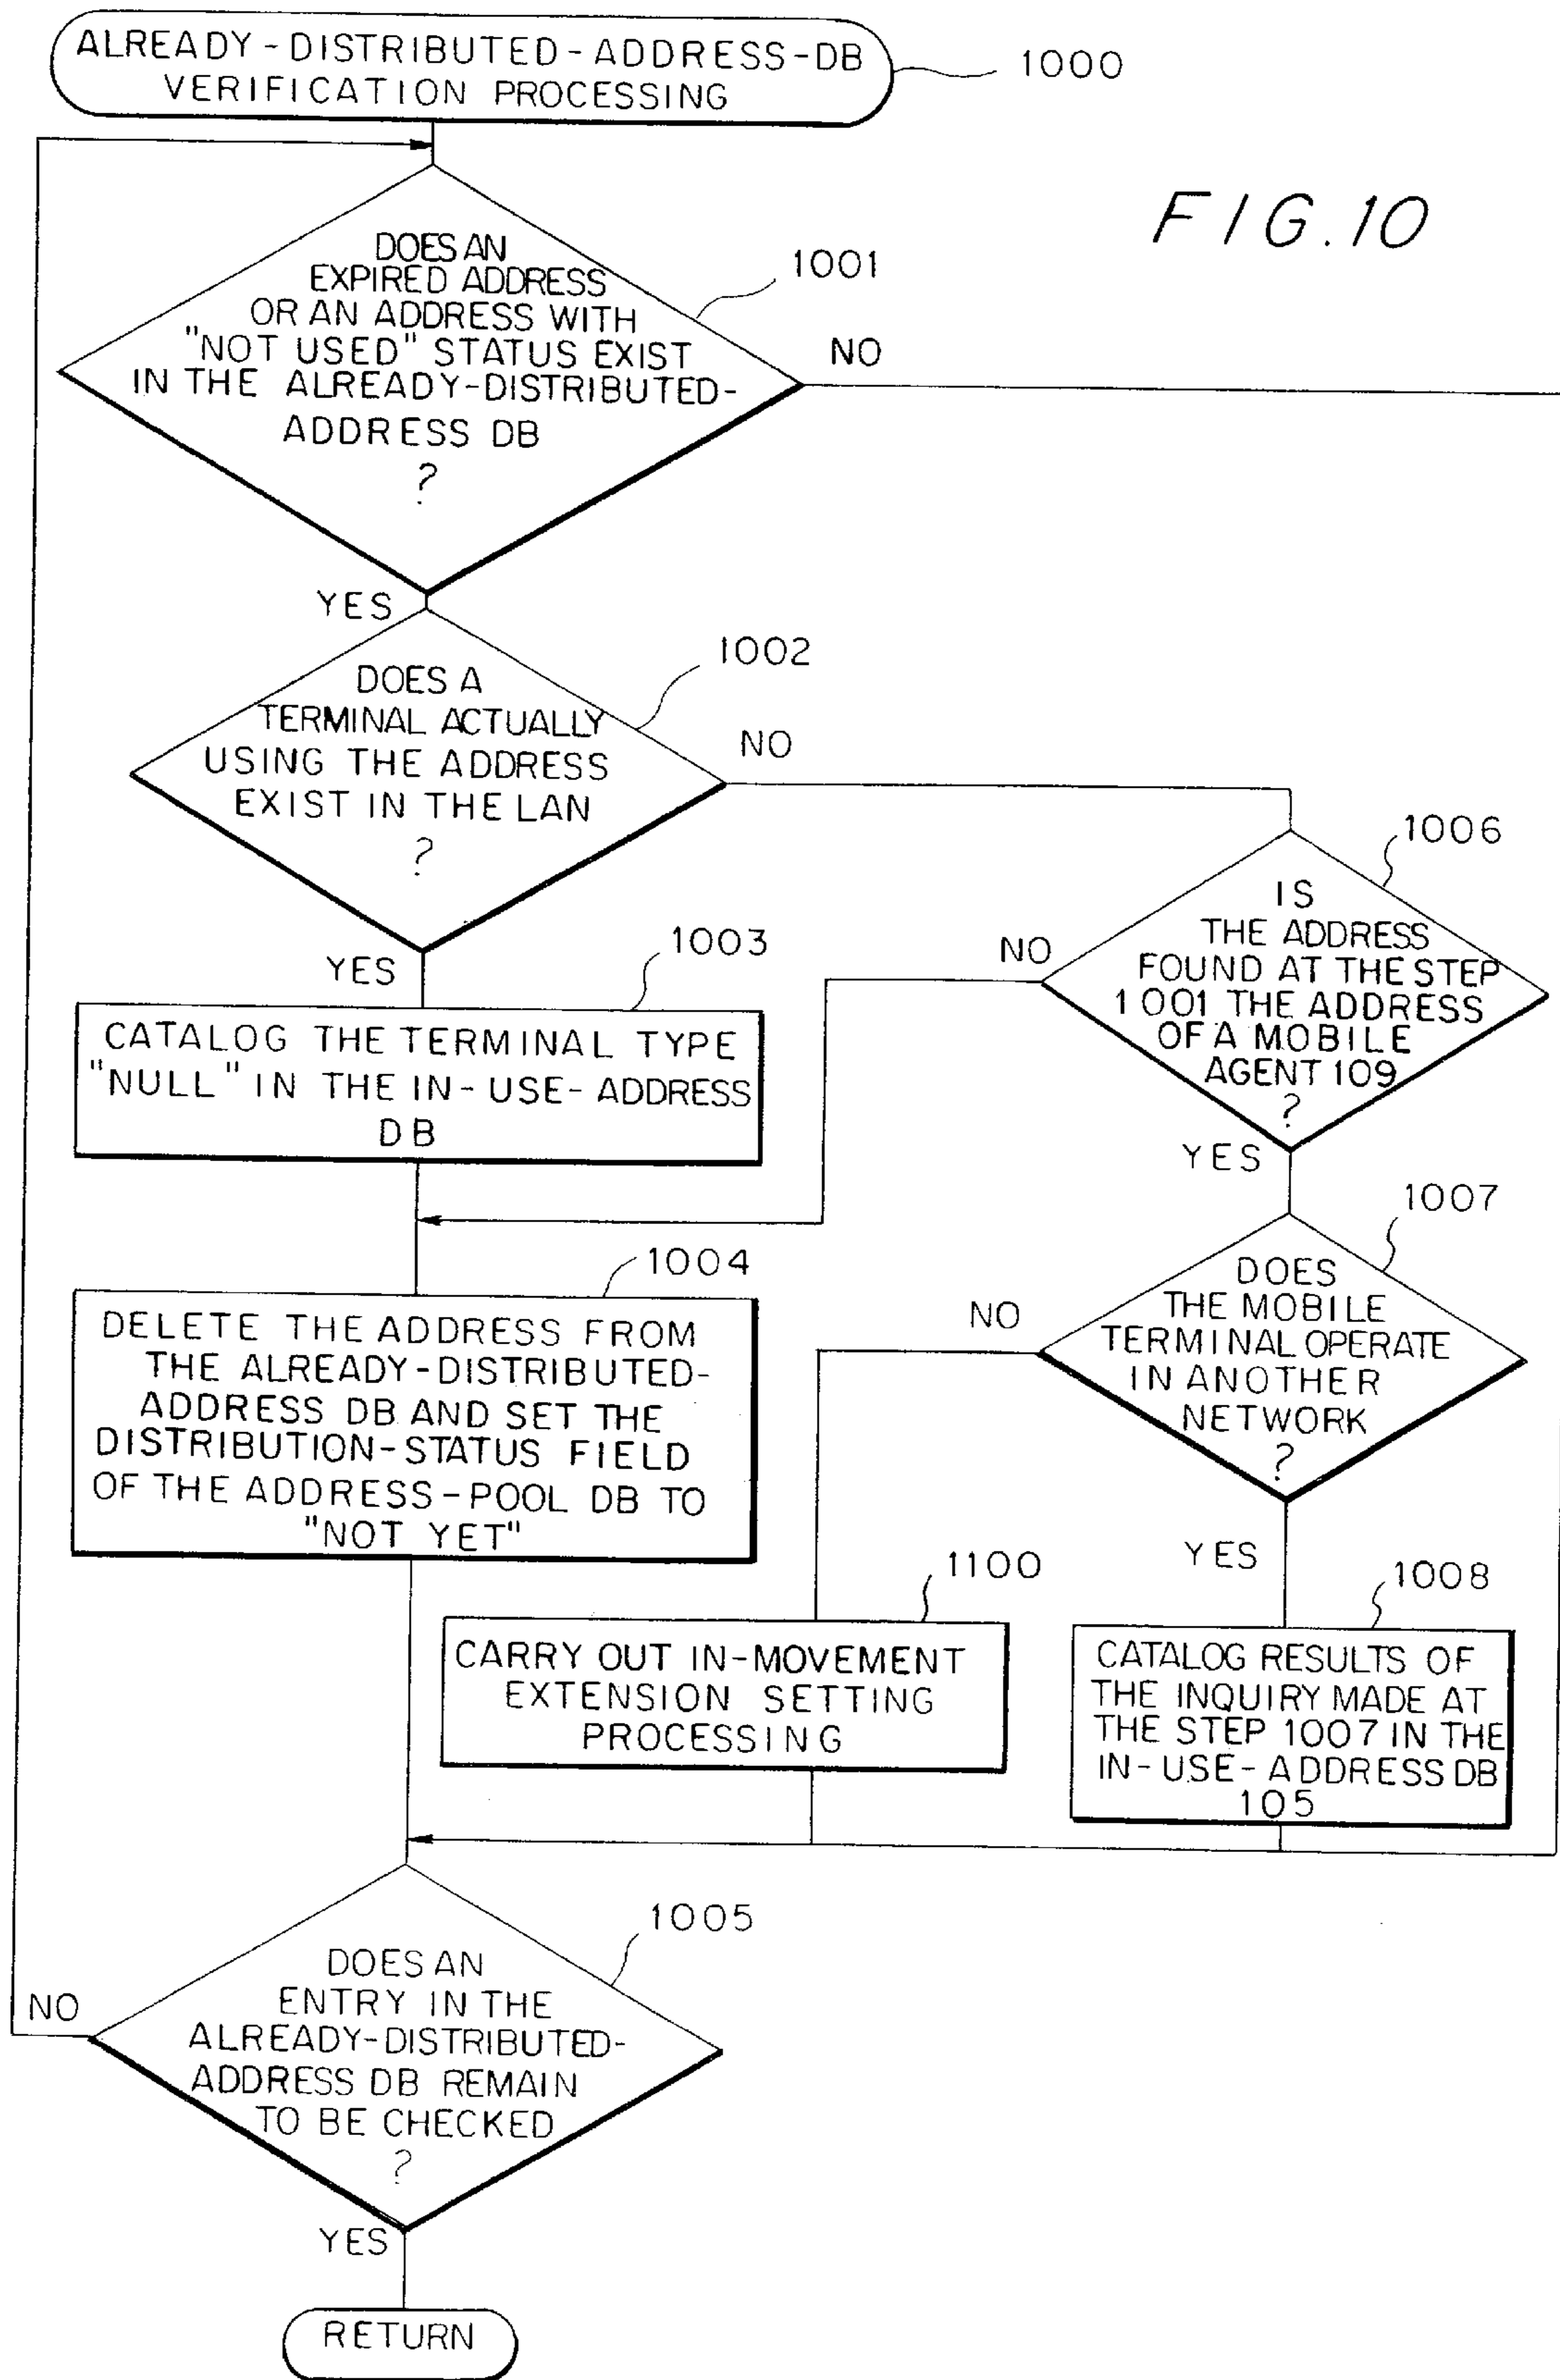 ALREADY-DISTRIBUTED-ADDRESS-DB
VERIFICATION PROCESSING
1000
FIG.10
DOES AN
EXPIRED ADDRESS
OR AN ADDRESS WITH
"NOT USED" STATUS EXIST
IN THE ALREADY-DISTRIBUTED-
ADDRESS DB
?
1001
NO
YES
DOES A
TERMINAL ACTUALLY
USING THE ADDRESS
EXIST IN THE LAN
?
1002
NO
YES
1003
CATALOG THE TERMINAL TYPE
"NULL" IN THE IN-USE-ADDRESS
DB
1006
IS
THE ADDRESS
FOUND AT THE STEP
1001 THE ADDRESS
OF A MOBILE
AGENT 109
?
NO
YES
1004
DELETE THE ADDRESS FROM
THE ALREADY-DISTRIBUTED-
ADDRESS DB AND SET THE
DISTRIBUTION-STATUS FIELD
OF THE ADDRESS-POOL DB TO
"NOT YET"
1007
DOES
THE MOBILE
TERMINAL OPERATE
IN ANOTHER
NETWORK
?
NO
YES
1100
CARRY OUT IN-MOVEMENT
EXTENSION SETTING
PROCESSING
1008
CATALOG RESULTS OF
THE INQUIRY MADE AT
THE STEP 1007 IN THE
IN-USE-ADDRESS DB
105
1005
DOES AN
ENTRY IN THE
ALREADY-DISTRIBUTED-
ADDRESS DB REMAIN
TO BE CHECKED
?
NO
YES
RETURN